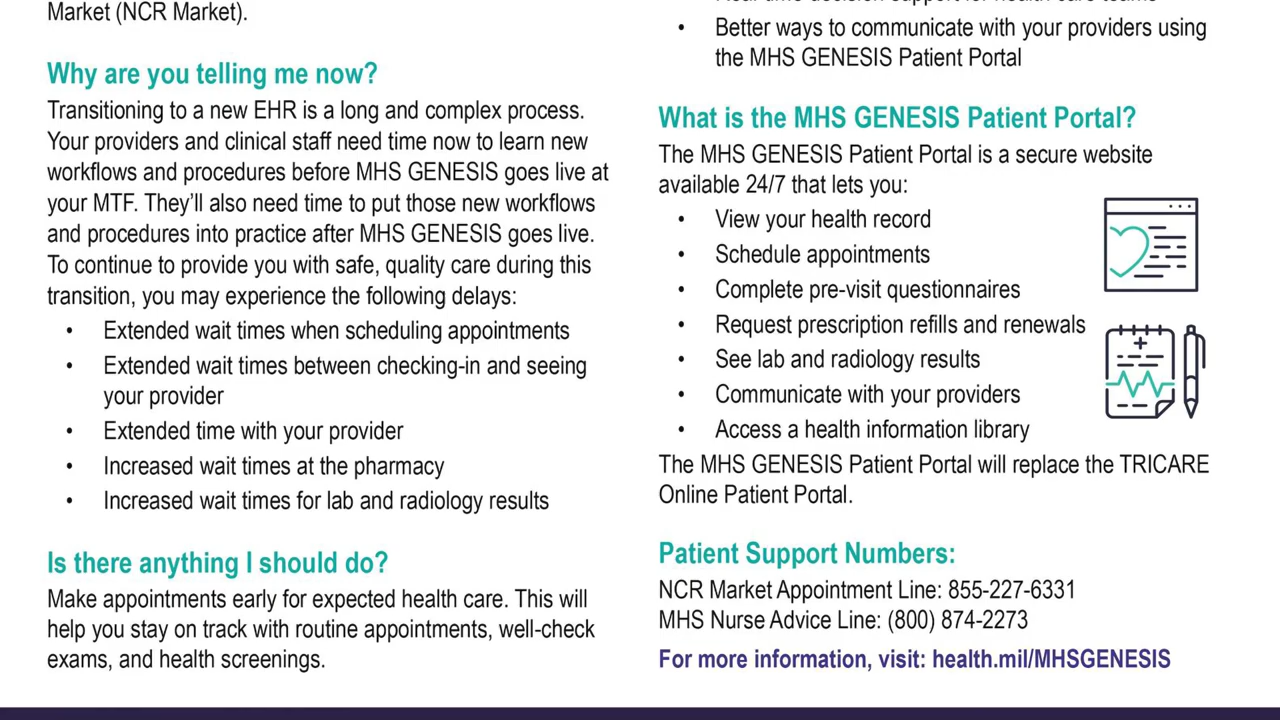 Market (NCR Market).
Why are you telling me now?
Transitioning to a new EHR is a long and complex process.
Your providers and clinical staff need time now to learn new
workflows and procedures before MHS GENESIS goes live at
your MTF. They’ll also need time to put those new workflows
and procedures into practice after MHS GENESIS goes live.
To continue to provide you with safe, quality care during this
transition, you may experience the following delays:
• Extended wait times when scheduling appointments
• Extended wait times between checking-in and seeing
your provider
• Extended time with your provider
• Increased wait times at the pharmacy
• Increased wait times for lab and radiology results
Is there anything I should do?
Make appointments early for expected health care. This will
help you stay on track with routine appointments, well-check
exams, and health screenings.
• Better ways to communicate with your providers using
the MHS GENESIS Patient Portal
What is the MHS GENESIS Patient Portal?
The MHS GENESIS Patient Portal is a secure website
available 24/7 that lets you:
• View your health record
• Schedule appointments
• Complete pre-visit questionnaires
• Request prescription refills and renewals
• See lab and radiology results
• Communicate with your providers
• Access a health information library
The MHS GENESIS Patient Portal will replace the TRICARE
Online Patient Portal.
Patient Support Numbers:
NCR Market Appointment Line: 855-227-6331
MHS Nurse Advice Line: (800) 874-2273
For more information, visit: health.mil/MHSGENESIS